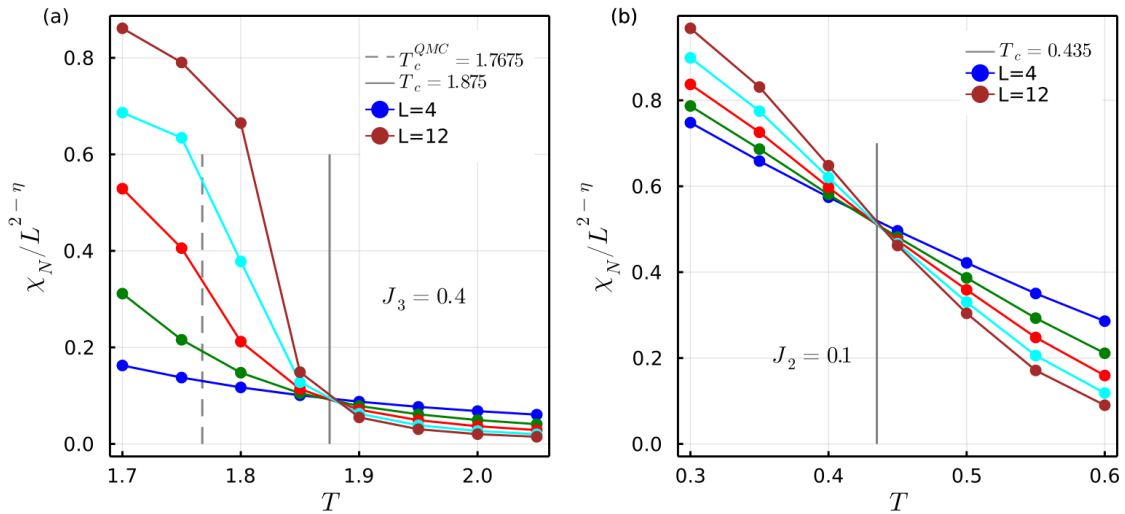 (a)
χ_N/L^{2−η}
0.8
0.6
0.4
0.2
0.0
1.7
1.8
1.9
2.0
T
T_c^{QMC} = 1.7675
T_c = 1.875
L=4
L=12
J_3 = 0.4
(b)
χ_N/L^{2−η}
0.8
0.6
0.4
0.2
0.0
0.3
0.4
0.5
0.6
T
T_c = 0.435
L=4
L=12
J_2 = 0.1